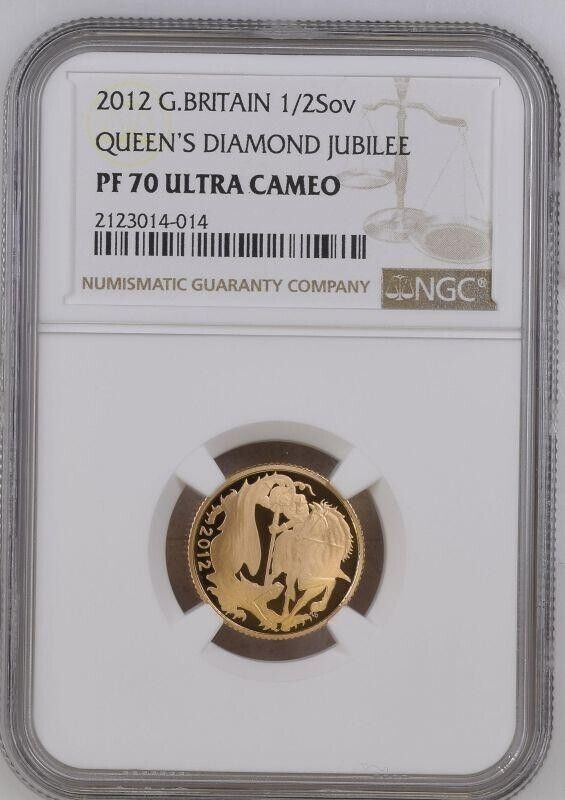 2012 G.BRITAIN 1/2Sov
QUEEN'S DIAMOND JUBILEE
PF 70 ULTRA CAMEO
2123014-014
NUMISMATIC GUARANTY COMPANY
NGC®
2012